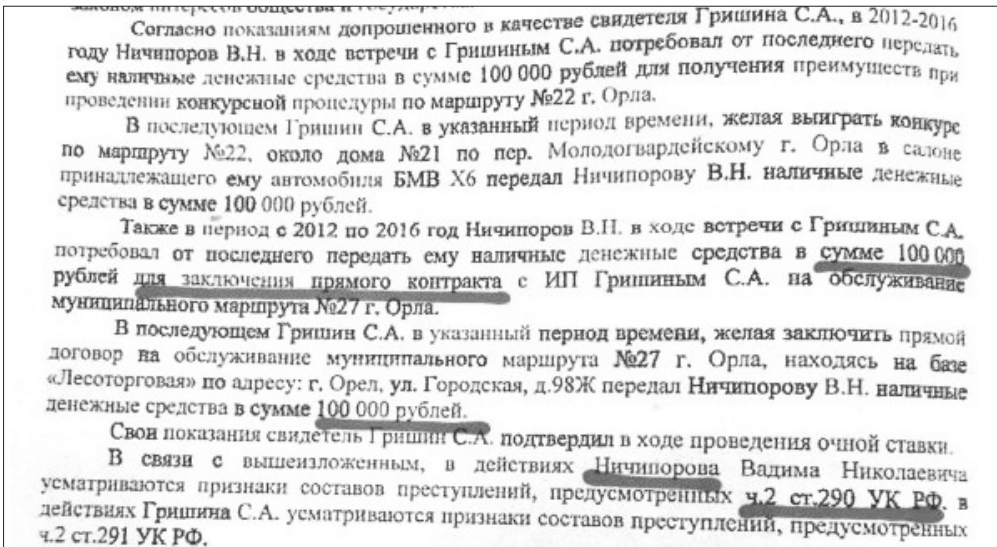 законом интересов общества и государс
Согласно показаниям допрошенного в качестве свидетеля Гришина С.А., в 2012-2016
году Ничипоров В.Н. в ходе встречи с Гришиным С.А. потребовал от последнего передать
ему наличные денежные средства в сумме 100 000 рублей для получения преимуществ при
проведении конкурсной процедуры по маршруту №22 г. Орла.
В последующем Гришин С.А. в указанный период времени, желая выиграть конкурс
по маршруту №22, около дома №21 по пер. Молодогвардейскому г. Орла в салоне
принадлежащего ему автомобиля БМВ Х6 передал Ничипорову В.Н. наличные денежные
средства в сумме 100 000 рублей.
Также в период с 2012 по 2016 год Ничипоров В.Н. в ходе встречи с Гришиным С.А.
потребовал от последнего передать ему наличные денежные средства в сумме 100 000
рублей для заключения прямого контракта с ИП Гришиным С.А. на обслуживание
муниципального маршрута №27 г. Орла.
В последующем Гришин С.А. в указанный период времени, желая заключить прямой
договор на обслуживание муниципального маршрута №27 г. Орла, находясь на базе
«Лесоторговая» по адресу: г. Орел, ул. Городская, д.98Ж передал Ничипорову В.Н. наличные
денежные средства в сумме 100 000 рублей.
Свои показания свидетель Гришин С.А. подтвердил в ходе проведения очной ставки.
В связи с вышеизложенным, в действиях Ничипорова Вадима Николаевича
усматриваются признаки составов преступлений, предусмотренных ч.2 ст.290 УК РФ. в
действиях Гришина С.А. усматриваются признаки составов преступлений, предусмотренных
ч.2 ст.291 УК РФ.